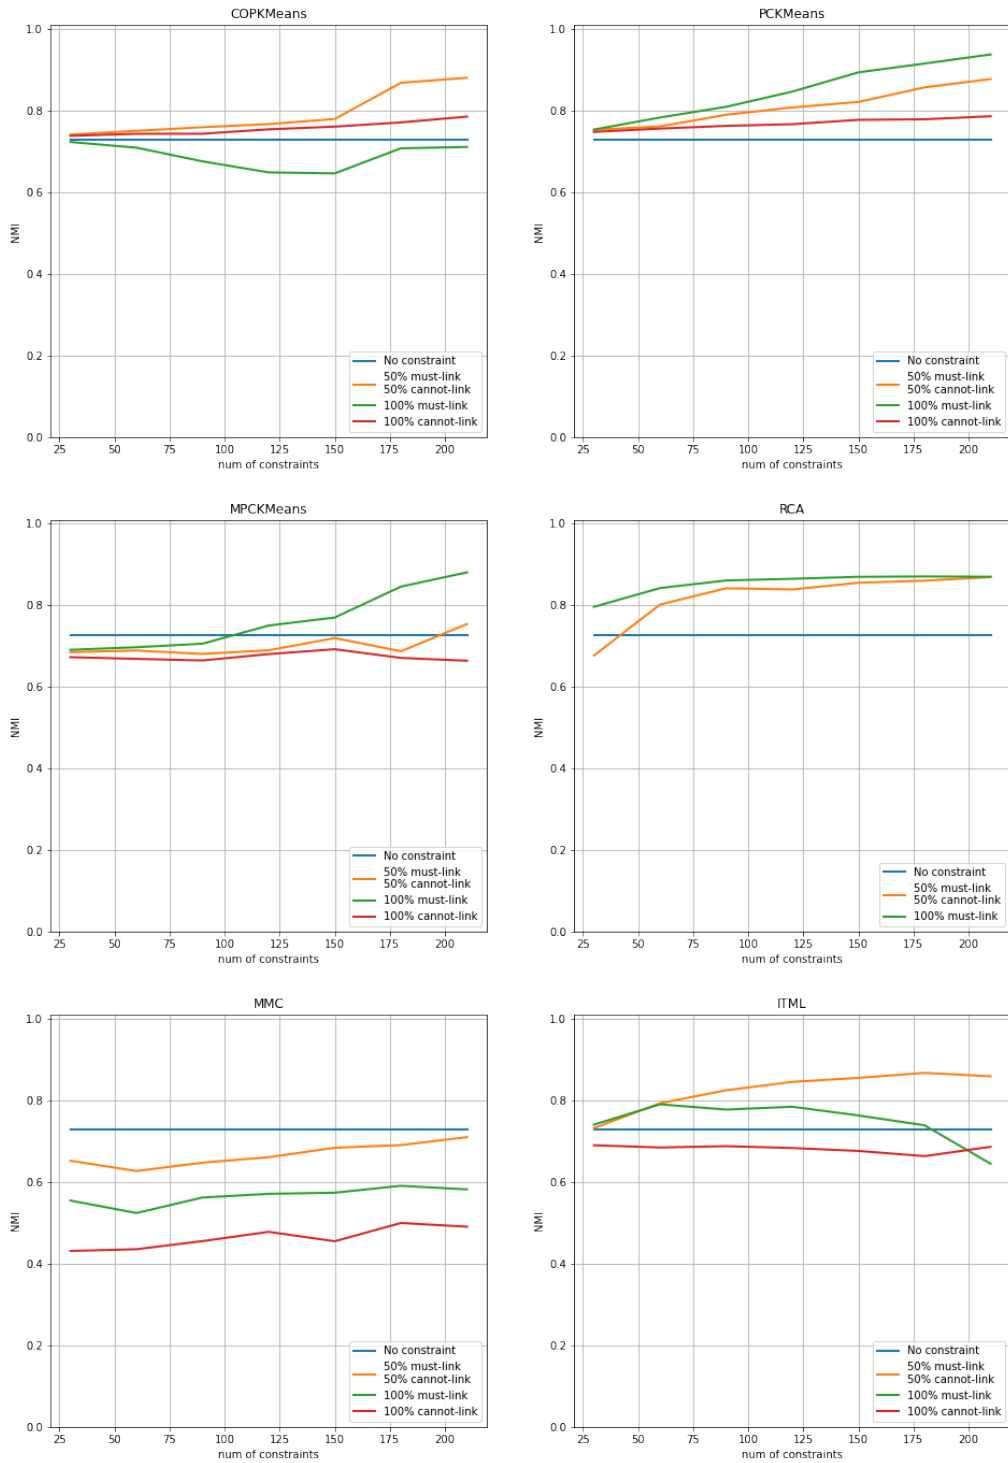 COPKMeans
1.0
0.8
0.6
0.4
0.2
0.0
NMI
25 50 75 100 125 150 175 200
num of constraints
No constraint
50% must-link
50% cannot-link
100% must-link
100% cannot-link
PCKMeans
1.0
0.8
0.6
0.4
0.2
0.0
NMI
25 50 75 100 125 150 175 200
num of constraints
No constraint
50% must-link
50% cannot-link
100% must-link
100% cannot-link
MPCKMeans
1.0
0.8
0.6
0.4
0.2
0.0
NMI
25 50 75 100 125 150 175 200
num of constraints
No constraint
50% must-link
50% cannot-link
100% must-link
100% cannot-link
RCA
1.0
0.8
0.6
0.4
0.2
0.0
NMI
25 50 75 100 125 150 175 200
num of constraints
No constraint
50% must-link
50% cannot-link
100% must-link
MMC
1.0
0.8
0.6
0.4
0.2
0.0
NMI
25 50 75 100 125 150 175 200
num of constraints
No constraint
50% must-link
50% cannot-link
100% must-link
100% cannot-link
ITML
1.0
0.8
0.6
0.4
0.2
0.0
NMI
25 50 75 100 125 150 175 200
num of constraints
No constraint
50% must-link
50% cannot-link
100% must-link
100% cannot-link